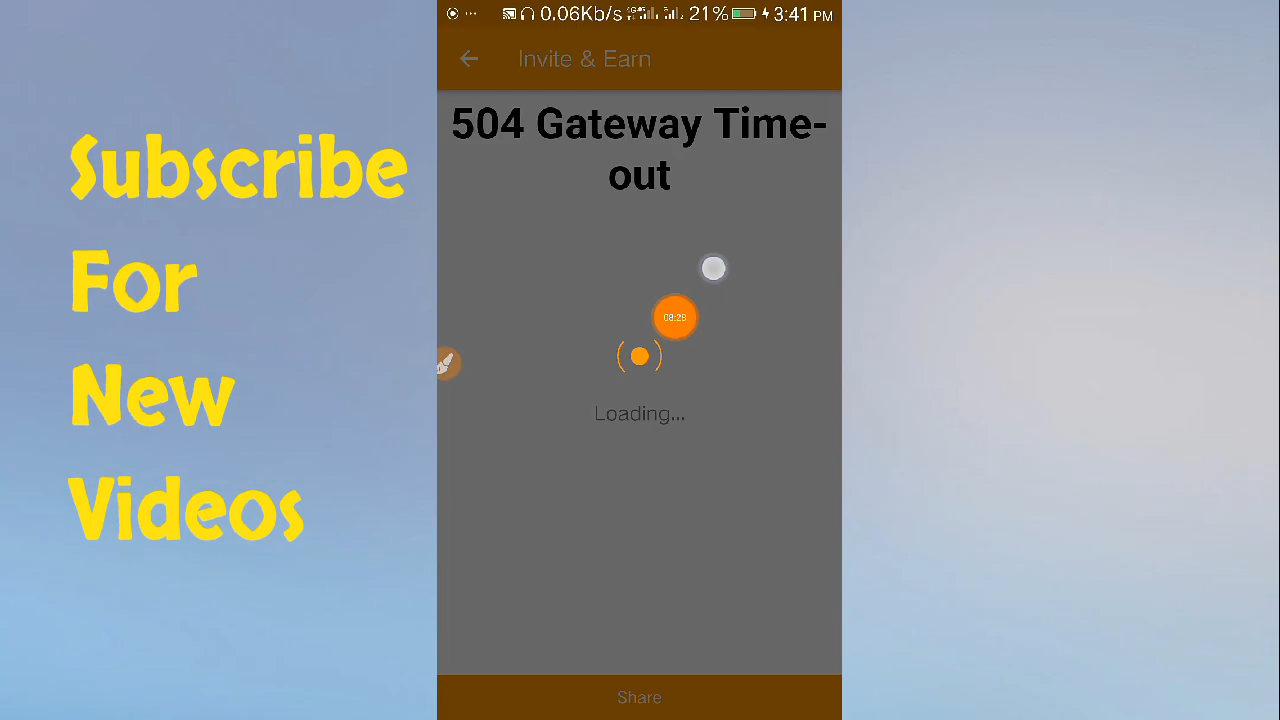 Subscribe
For
New
Videos
0.06Kb/s 21% 3:41 PM
Invite & Earn
504 Gateway Time-
out
08:28
Loading...
Share